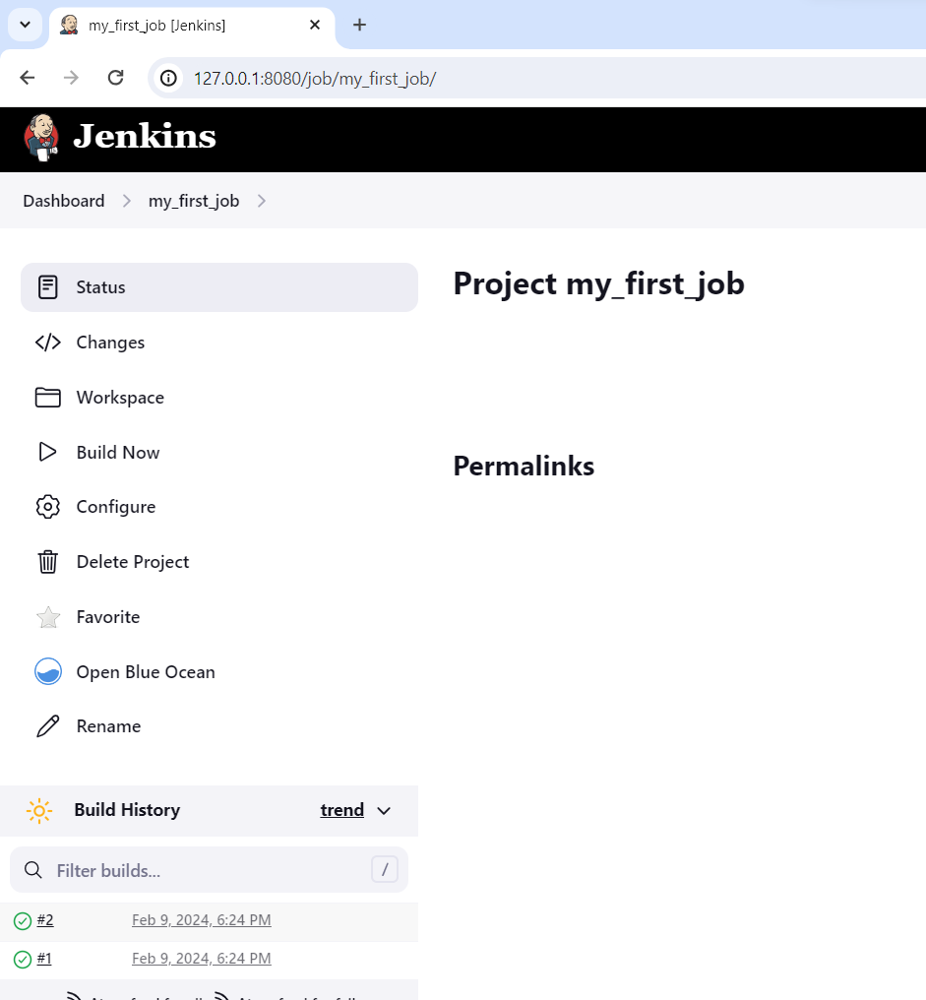 my_first_job [Jenkins]
127.0.0.1:8080/job/my_first_job/
Jenkins
Dashboard
my_first_job
Status
Project my_first_job
Changes
Workspace
Build Now
Permalinks
Configure
Delete Project
Favorite
Open Blue Ocean
Rename
Build History
trend
Filter builds...
/
#2
Feb 9, 2024, 6:24 PM
#1
Feb 9, 2024, 6:24 PM